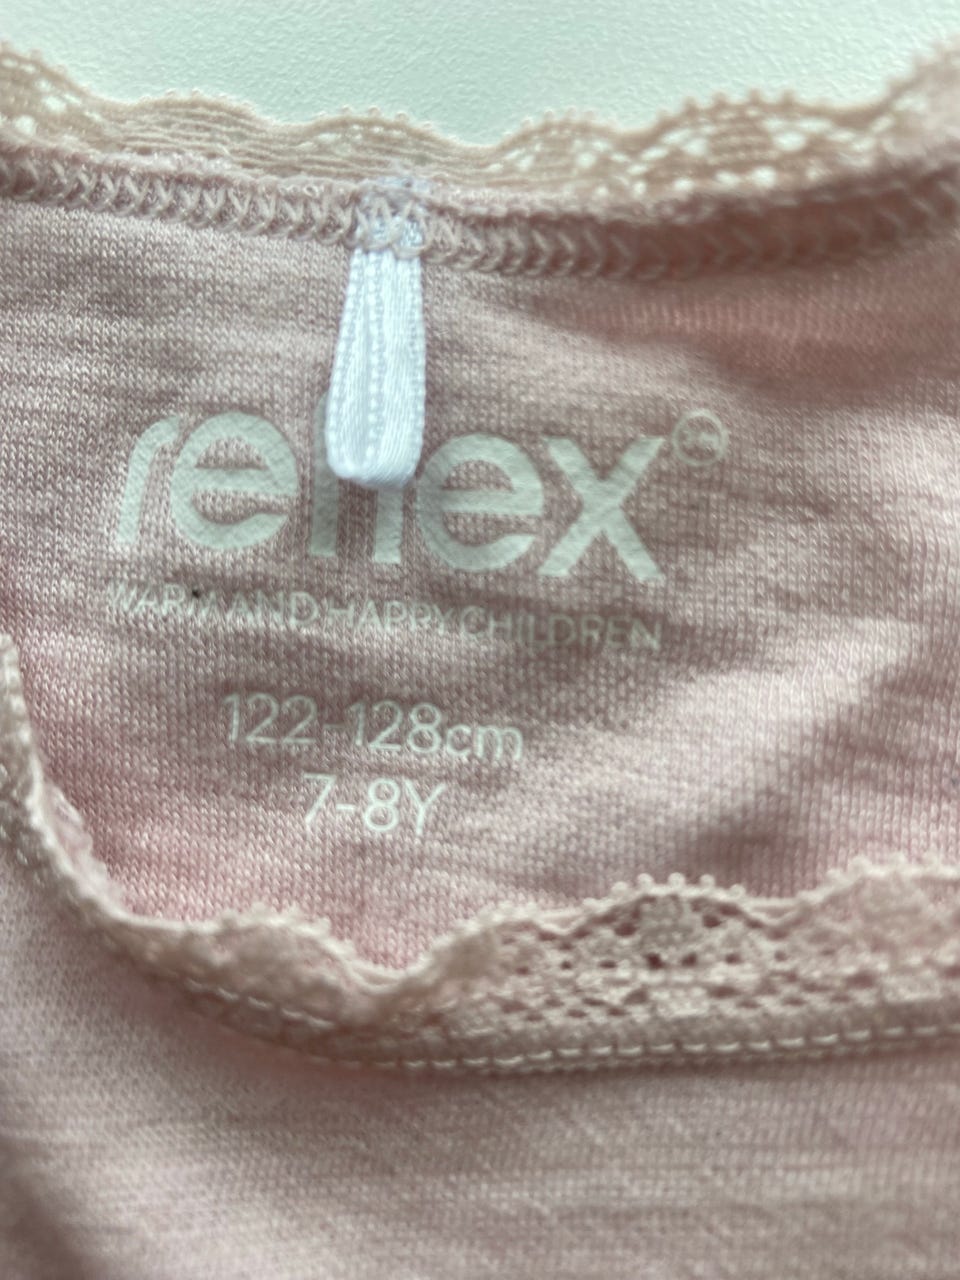 reflex
WARM AND HAPPY CHILDREN
122-128cm
7-8Y